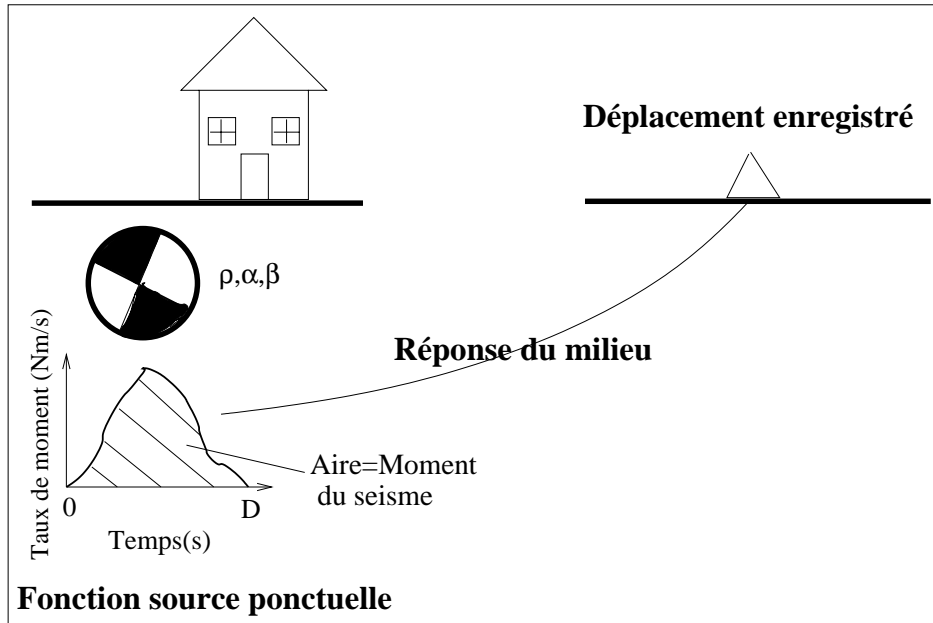 Déplacement enregistré
ρ,α,β
Réponse du milieu
Taux de moment (Nm/s)
Aire=Moment
du seisme
0
D
Temps(s)
Fonction source ponctuelle